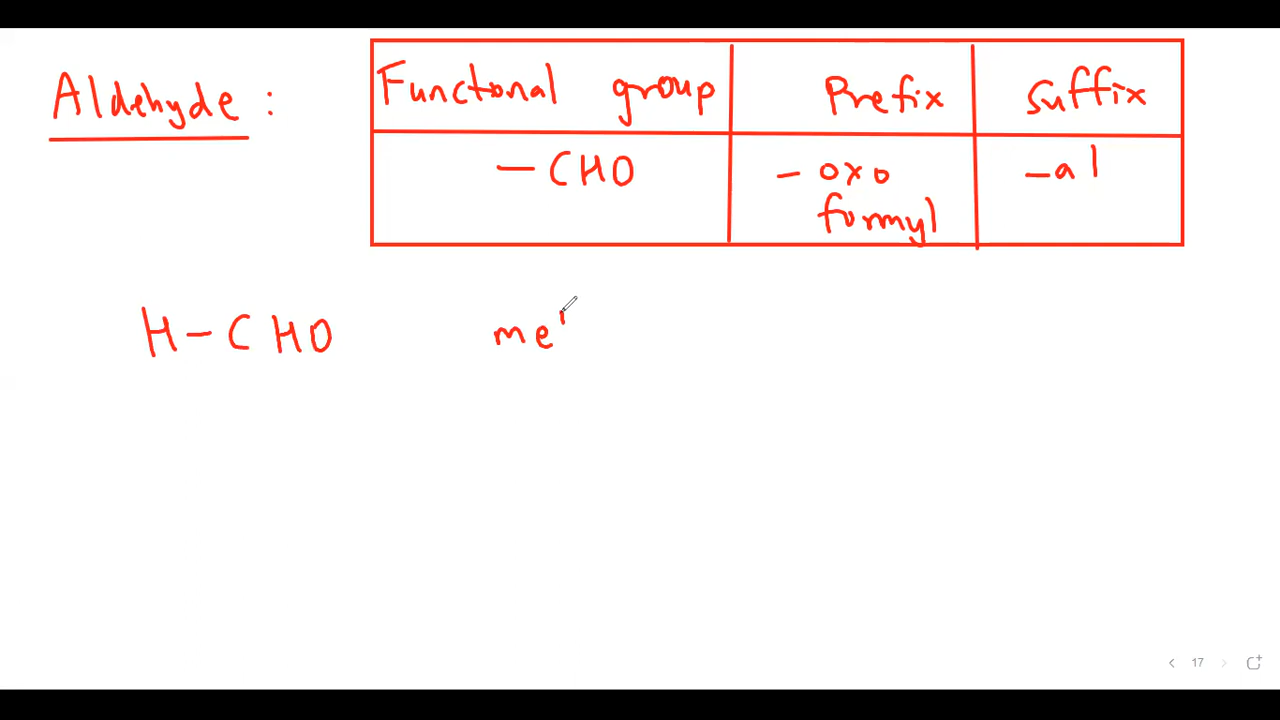 Aldehyde :
Functional group Prefix Suffix
- CHO - oxo -al
formyl
H - CHO me
17